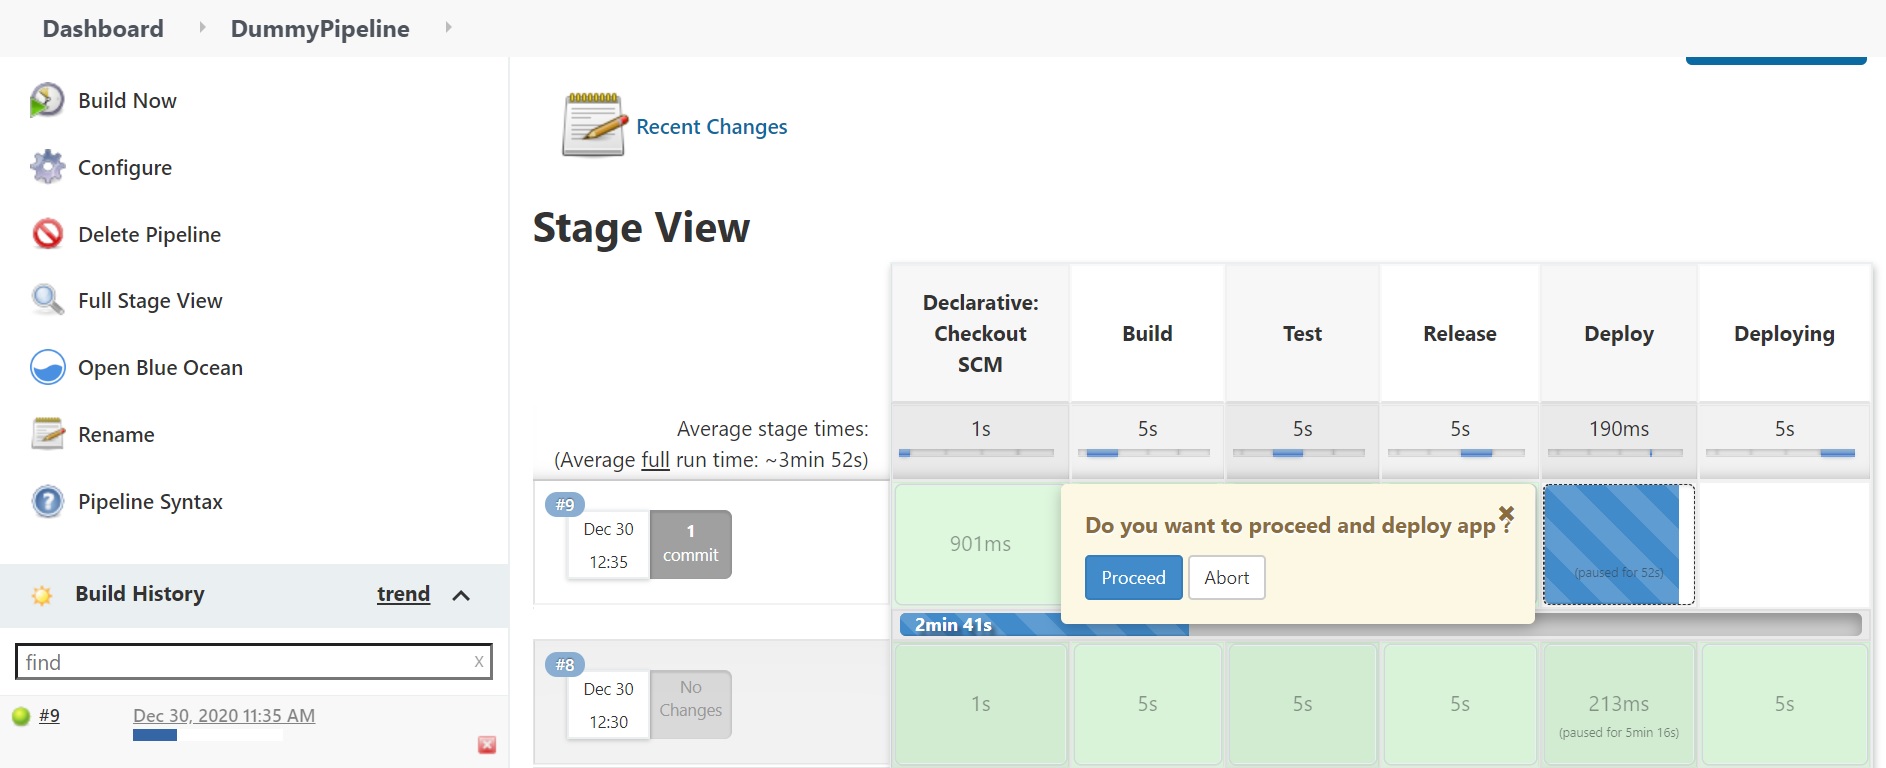 Dashboard DummyPipeline
Build Now
Configure
Delete Pipeline
Full Stage View
Open Blue Ocean
Rename
Pipeline Syntax
Build History trend
find x
#9 Dec 30, 2020 11:35 AM
Recent Changes
Stage View
Declarative:
Checkout
SCM
Build
Test
Release
Deploy
Deploying
Average stage times:
(Average full run time: ~3min 52s)
1s 5s 5s 5s 190ms 5s
#9
Dec 30
12:35
1
commit
901ms
Do you want to proceed and deploy app ?
Proceed Abort
(paused for 52s)
2min 41s
#8
Dec 30
12:30
No
Changes
1s 5s 5s 5s 213ms 5s
(paused for 5min 16s)